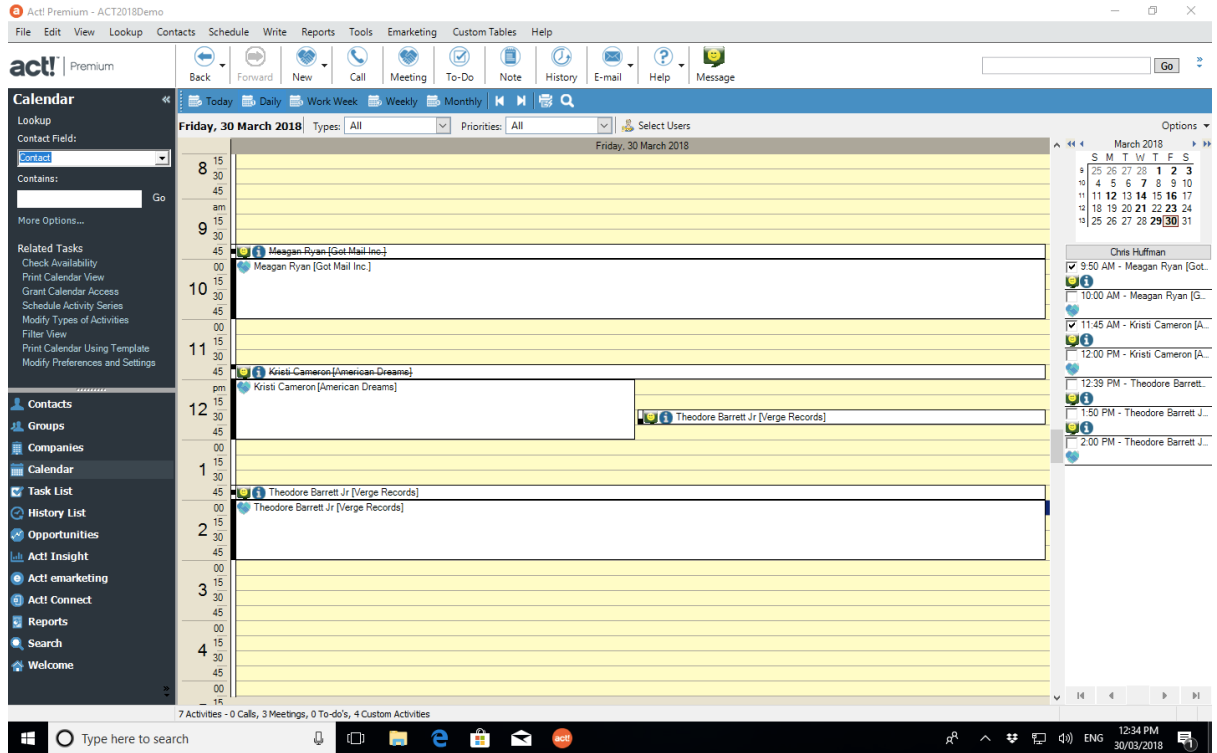 Act! Premium - ACT2018Demo
File Edit View Lookup Contacts Schedule Write Reports Tools Emarketing Custom Tables Help
act! Premium
Back Forward New Call Meeting To-Do Note History E-mail Help Message
Go
Calendar
Today Daily Work Week Weekly Monthly
Lookup
Contact Field:
Contact
Contains:
Go
More Options...
Related Tasks
Check Availability
Print Calendar View
Grant Calendar Access
Schedule Activity Series
Modify Types of Activities
Filter View
Print Calendar Using Template
Modify Preferences and Settings
Contacts
Groups
Companies
Calendar
Task List
History List
Opportunities
Act! Insight
Act! emarketing
Act! Connect
Reports
Search
Welcome
Friday, 30 March 2018 Types: All Priorities: All Select Users Options
Friday, 30 March 2018
8 15
30
45
am
9 15
30
45 Meagan Ryan [Got Mail Inc.]
00 Meagan Ryan [Got Mail Inc.]
10 15
30
45
00
11 15
30
45 Kristi Cameron [American Dreams]
pm Kristi Cameron [American Dreams]
12 15
30 Theodore Barrett Jr [Verge Records]
45
00
1 15
30
45 Theodore Barrett Jr [Verge Records]
00 Theodore Barrett Jr [Verge Records]
2 15
30
45
00
3 15
30
45
00
4 15
30
45
00
15
March 2018
S M T W T F S
9 25 26 27 28 1 2 3
10 4 5 6 7 8 9 10
11 11 12 13 14 15 16 17
12 18 19 20 21 22 23 24
13 25 26 27 28 29 30 31
Chris Huffman
9:50 AM - Meagan Ryan [Got..
10:00 AM - Meagan Ryan [G..
11:45 AM - Kristi Cameron [A..
12:00 PM - Kristi Cameron [A..
12:39 PM - Theodore Barrett..
1:50 PM - Theodore Barrett J..
2:00 PM - Theodore Barrett J..
7 Activities - 0 Calls, 3 Meetings, 0 To-do's, 4 Custom Activities
Type here to search
act!
ENG
12:34 PM
30/03/2018
1